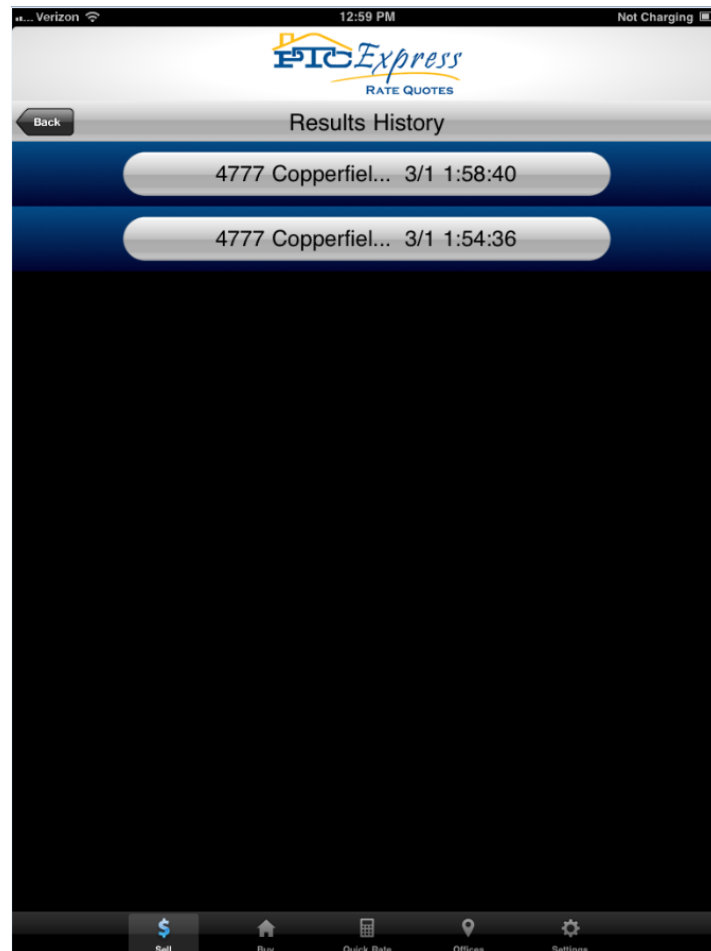 Verizon 12:59 PM Not Charging
PTC Express
RATE QUOTES
Back Results History
4777 Copperfiel... 3/1 1:58:40
4777 Copperfiel... 3/1 1:54:36
Sell Buy Quick Rate Offices Settings